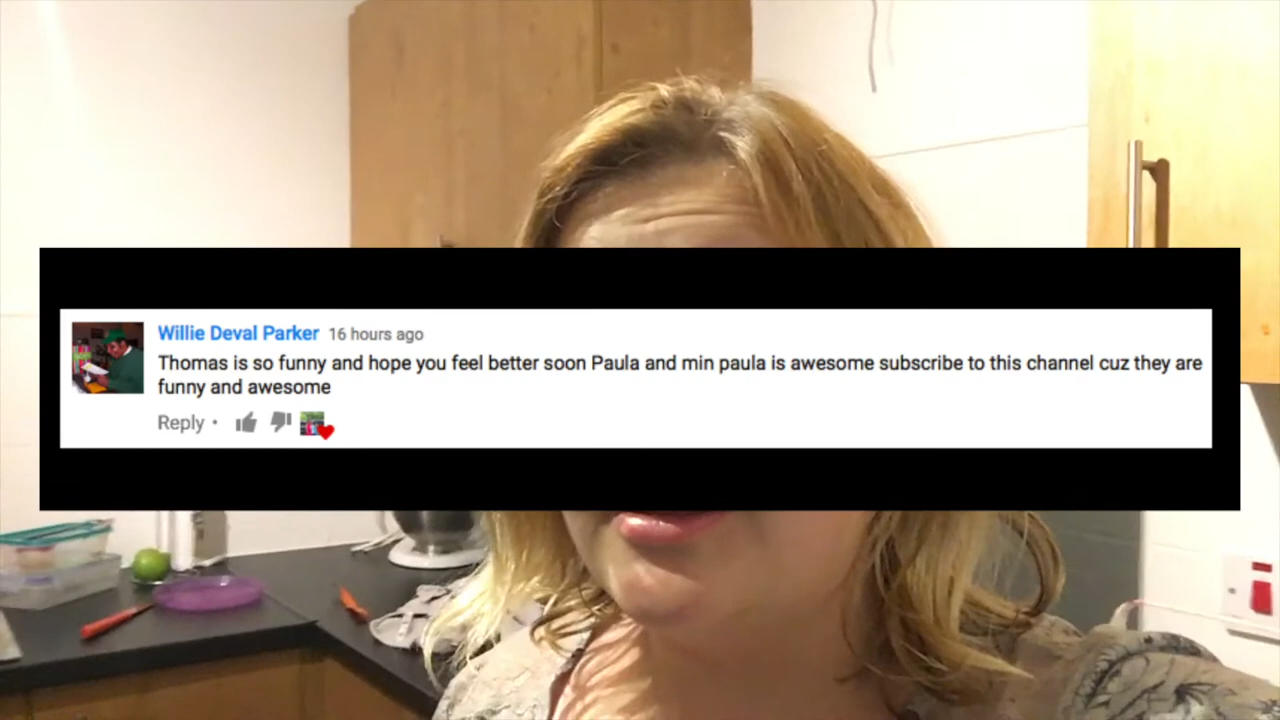 Willie Deval Parker 16 hours ago
Thomas is so funny and hope you feel better soon Paula and min paula is awesome subscribe to this channel cuz they are
funny and awesome
Reply •